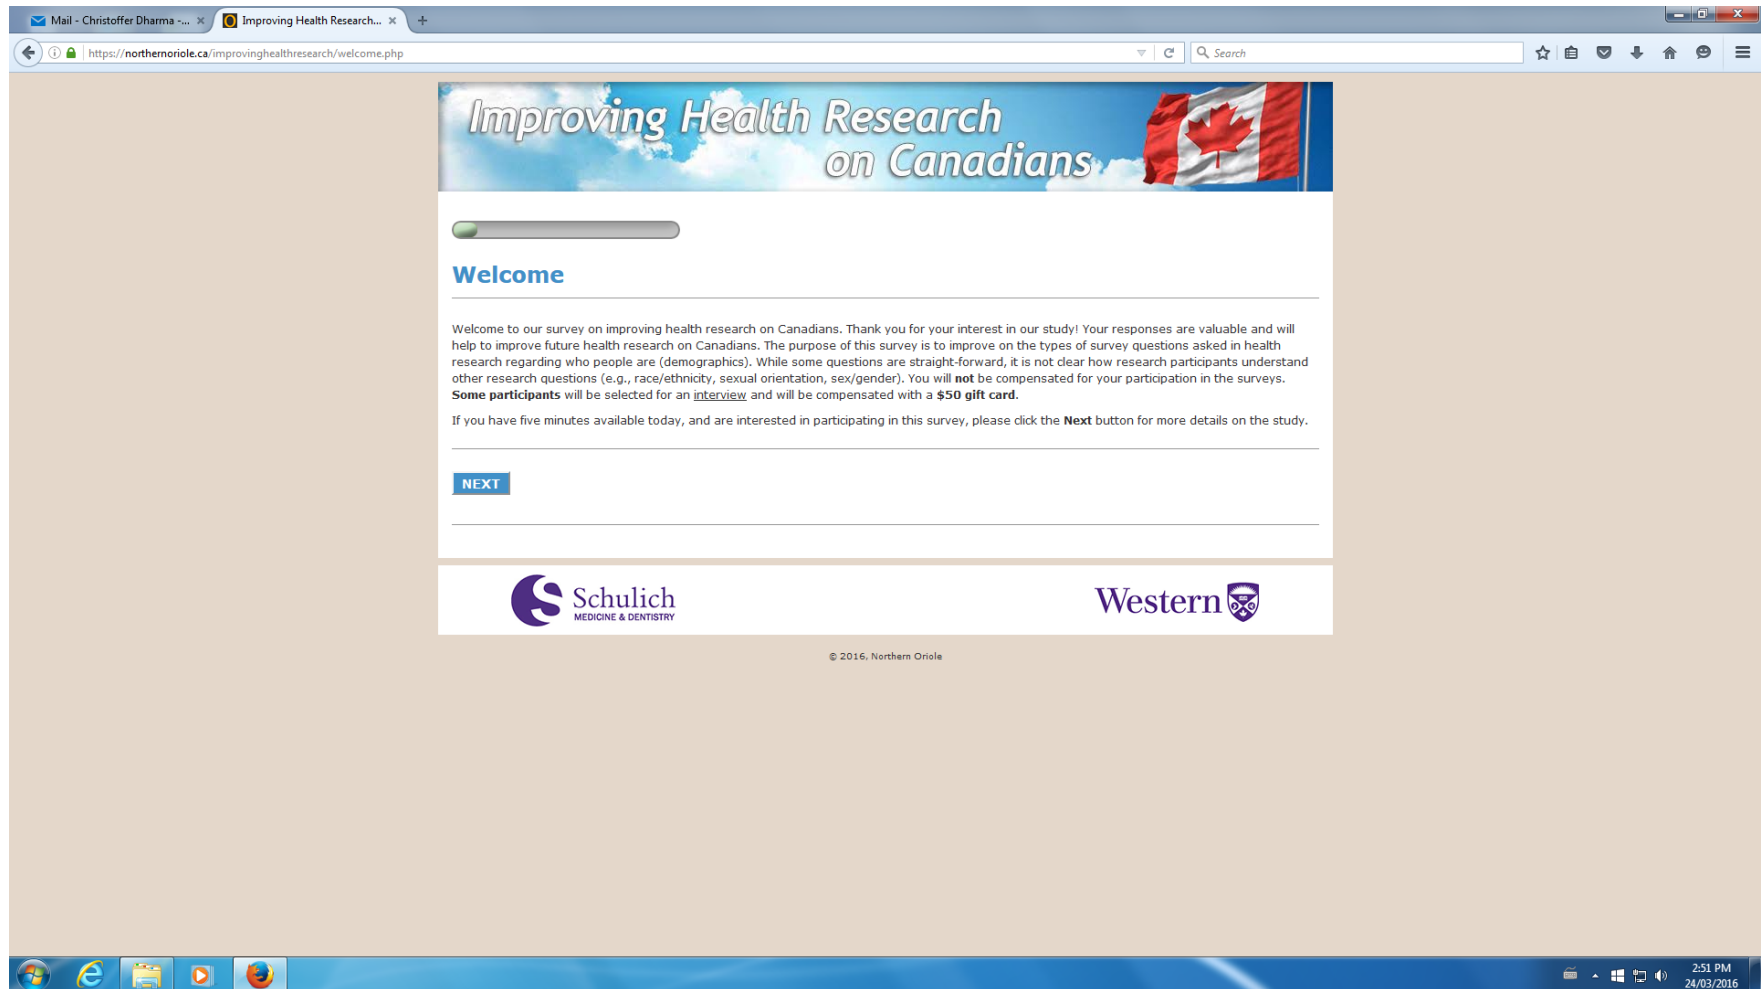 Mail - Christoffer Dharma -...
Improving Health Research...
https://northernoriole.ca/improvinghealthresearch/welcome.php
Search
Improving Health Research
on Canadians
Welcome
Welcome to our survey on improving health research on Canadians. Thank you for your interest in our study! Your responses are valuable and will
help to improve future health research on Canadians. The purpose of this survey is to improve on the types of survey questions asked in health
research regarding who people are (demographics). While some questions are straight-forward, it is not clear how research participants understand
other research questions (e.g., race/ethnicity, sexual orientation, sex/gender). You will not be compensated for your participation in the surveys.
Some participants will be selected for an interview and will be compensated with a $50 gift card.
If you have five minutes available today, and are interested in participating in this survey, please click the Next button for more details on the study.
NEXT
Schulich
MEDICINE & DENTISTRY
Western
© 2016, Northern Oriole
2:51 PM
24/03/2016